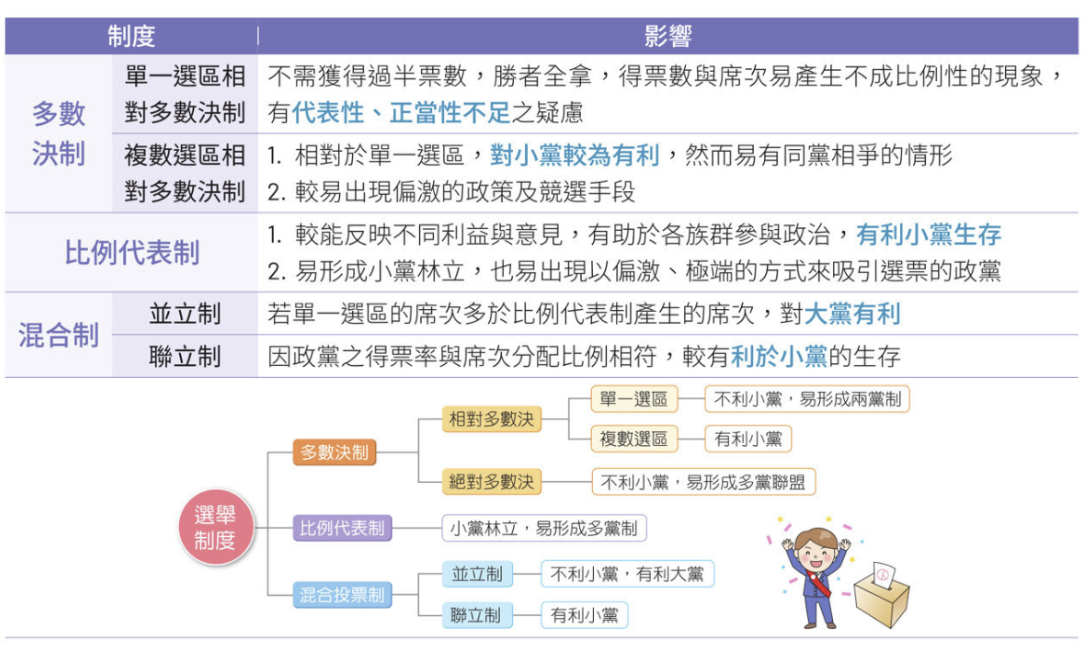 制度
影響
多數
決制
單一選區相
對多數決制
不需獲得過半票數，勝者全拿，得票數與席次易產生不成比例性的現象，
有代表性、正當性不足之疑慮
複數選區相
對多數決制
1. 相對於單一選區，對小黨較為有利，然而易有同黨相爭的情形
2. 較易出現偏激的政策及競選手段
比例代表制
1. 較能反映不同利益與意見，有助於各族群參與政治，有利小黨生存
2. 易形成小黨林立，也易出現以偏激、極端的方式來吸引選票的政黨
混合制
並立制
若單一選區的席次多於比例代表制產生的席次，對大黨有利
聯立制
因政黨之得票率與席次分配比例相符，較有利於小黨的生存
選舉
制度
多數決制
相對多數決
單一選區
不利小黨，易形成兩黨制
複數選區
有利小黨
絕對多數決
不利小黨，易形成多黨聯盟
比例代表制
小黨林立，易形成多黨制
混合投票制
並立制
不利小黨，有利大黨
聯立制
有利小黨